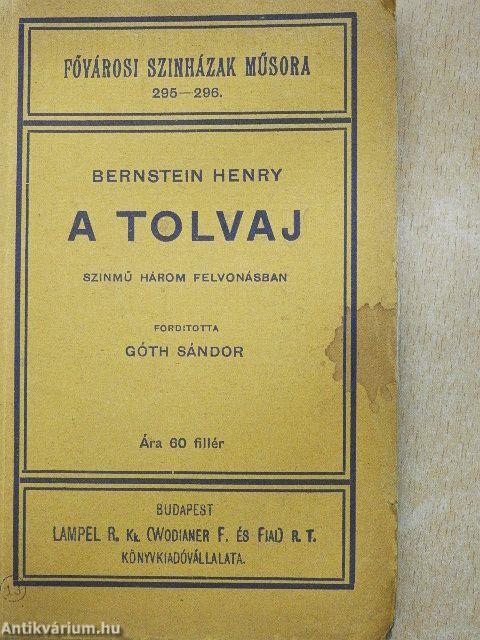 FŐVÁROSI SZINHÁZAK MŰSORA
295—296.
BERNSTEIN HENRY
A TOLVAJ
SZINMŰ HÁROM FELVONÁSBAN
FORDITOTTA
GÓTH SÁNDOR
Ára 60 fillér
BUDAPEST
LAMPEL R. Kk. (WODIANER F. ÉS FIAI) R. T.
KÖNYVKIADÓVÁLLALATA.
13
Antikvárium.hu